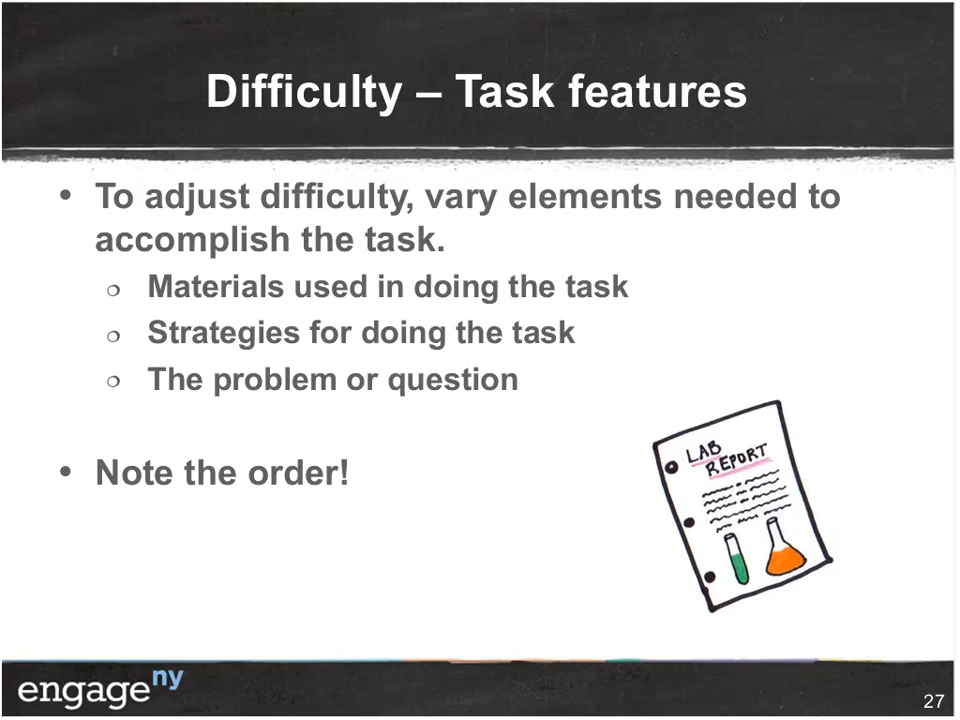 Difficulty – Task features
• To adjust difficulty, vary elements needed to
accomplish the task.
❍ Materials used in doing the task
❍ Strategies for doing the task
❍ The problem or question
• Note the order!
LAB
REPORT
engageny
27